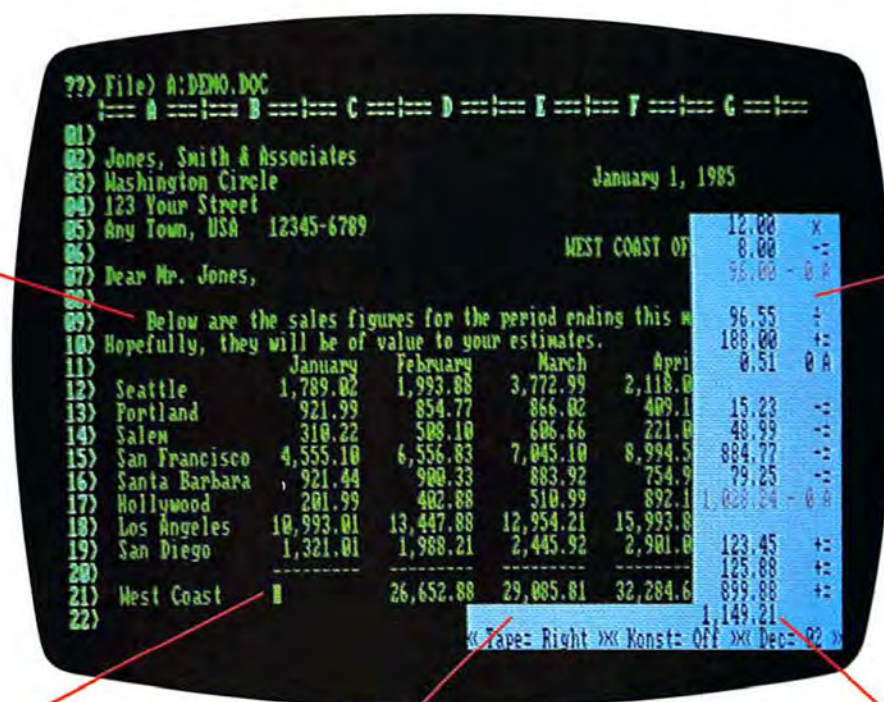 ??> File> A:DEMO.DOC
¦=== A ===¦=== B ===¦=== C ===¦=== D ===¦=== E ===¦=== F ===¦=== G ===¦===
01>
02> Jones, Smith & Associates
03> Washington Circle January 1, 1985
04> 123 Your Street
05> Any Town, USA 12345-6789 12.00 x
06> WEST COAST OF 8.00 -=
07> Dear Mr. Jones, 96.00 - 0 A
08>
09> Below are the sales figures for the period ending this m 96.55 ÷
10> Hopefully, they will be of value to your estimates. 188.00 +=
11> January February March Apri 0.51 0 A
12> Seattle 1,789.02 1,993.88 3,772.99 2,118.0
13> Portland 921.99 854.77 866.02 409.1 15.23 -=
14> Salem 310.22 508.10 606.66 221.0 48.99 -=
15> San Francisco 4,555.10 6,556.83 7,045.10 8,994.5 884.77 -=
16> Santa Barbara 921.44 900.33 883.92 754.9 79.25 -=
17> Hollywood 201.99 402.88 510.99 892.1 1,028.24 - 0 A
18> Los Angeles 10,993.01 13,447.88 12,954.21 15,993.8
19> San Diego 1,321.01 1,988.21 2,445.92 2,901.0 123.45 +=
20> --------- --------- --------- -------- 125.88 +=
21> West Coast 26,652.88 29,085.81 32,284.6 899.88 +=
22> 1,149.21
« Tape= Right »« Konst= Off »« Dec= 02 »